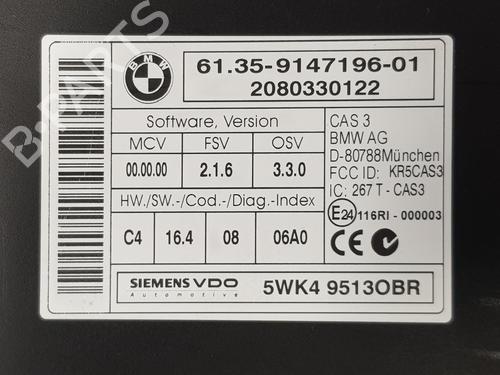 BMW
61.35-9147196-01
2080330122
Software, Version
MCV FSV OSV
00.00.00 2.1.6 3.3.0
HW./SW.-/Cod.-/Diag.-Index
C4 16.4 08 06A0
CAS 3
BMW AG
D-80788München
FCC ID: KR5CAS3
IC: 267 T - CAS3
E24 116RI - 000003
CE
SIEMENS VDO
Automotive
5WK4 9513OBR
B-PARTS